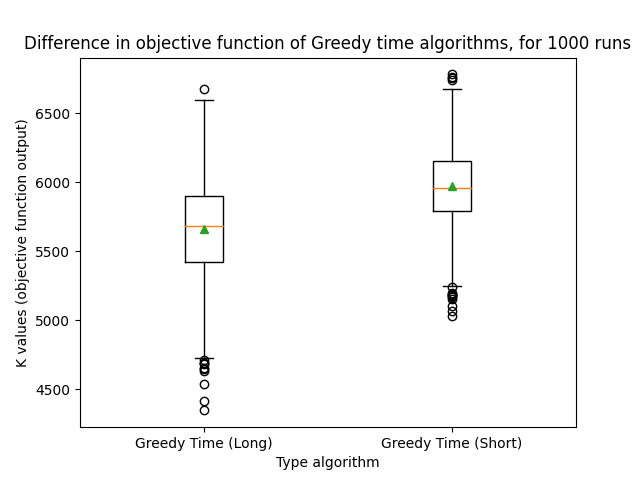 Difference in objective function of Greedy time algorithms, for 1000 runs
K values (objective function output)
6500
6000
5500
5000
4500
Greedy Time (Long) Greedy Time (Short)
Type algorithm